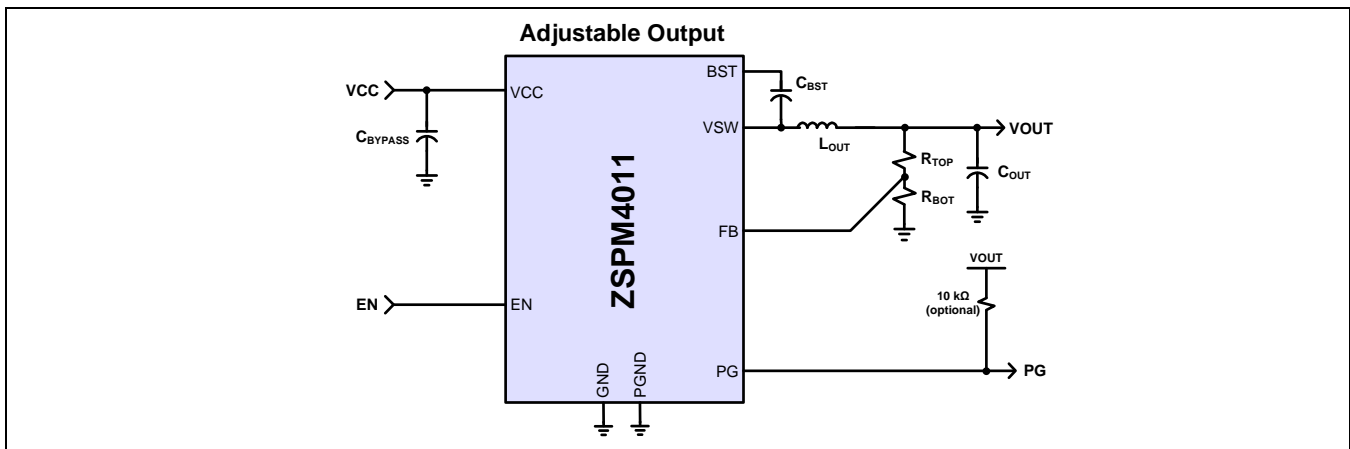 Adjustable Output
BST
CBST
VCC
VCC
VSW
VOUT
LOUT
CBYPASS
RTOP
COUT
RBOT
ZSPM4011
FB
VOUT
10 kΩ
(optional)
EN
EN
GND
PGND
PG
PG